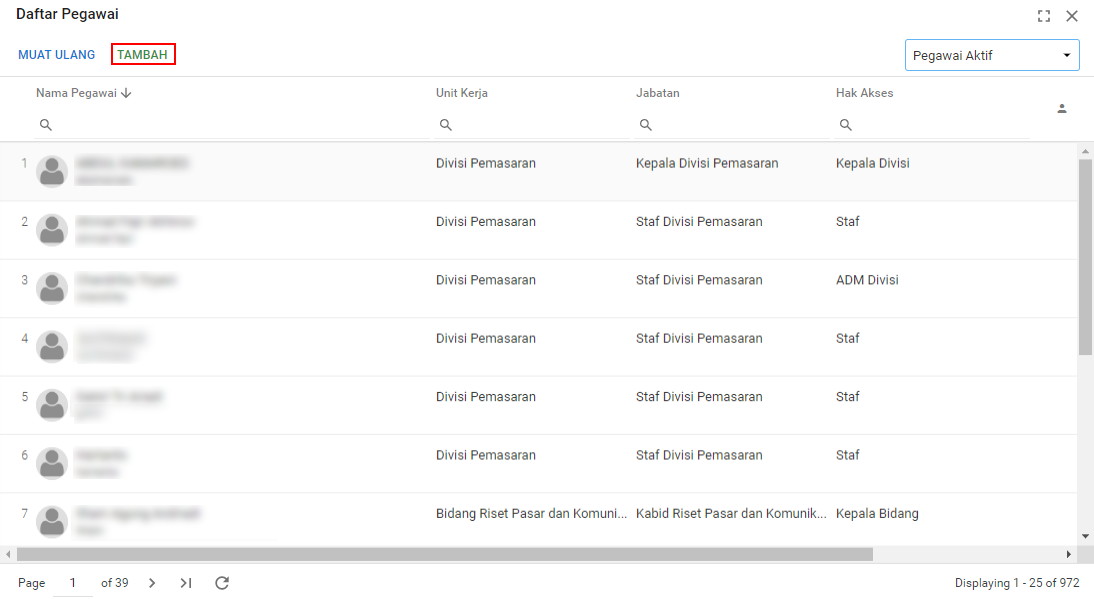 Daftar Pegawai
MUAT ULANG TAMBAH Pegawai Aktif
Nama Pegawai Unit Kerja Jabatan Hak Akses
1 Divisi Pemasaran Kepala Divisi Pemasaran Kepala Divisi
2 Divisi Pemasaran Staf Divisi Pemasaran Staf
3 Divisi Pemasaran Staf Divisi Pemasaran ADM Divisi
4 Divisi Pemasaran Staf Divisi Pemasaran Staf
5 Divisi Pemasaran Staf Divisi Pemasaran Staf
6 Divisi Pemasaran Staf Divisi Pemasaran Staf
7 Bidang Riset Pasar dan Komuni... Kabid Riset Pasar dan Komunik... Kepala Bidang
Page 1 of 39 Displaying 1 - 25 of 972